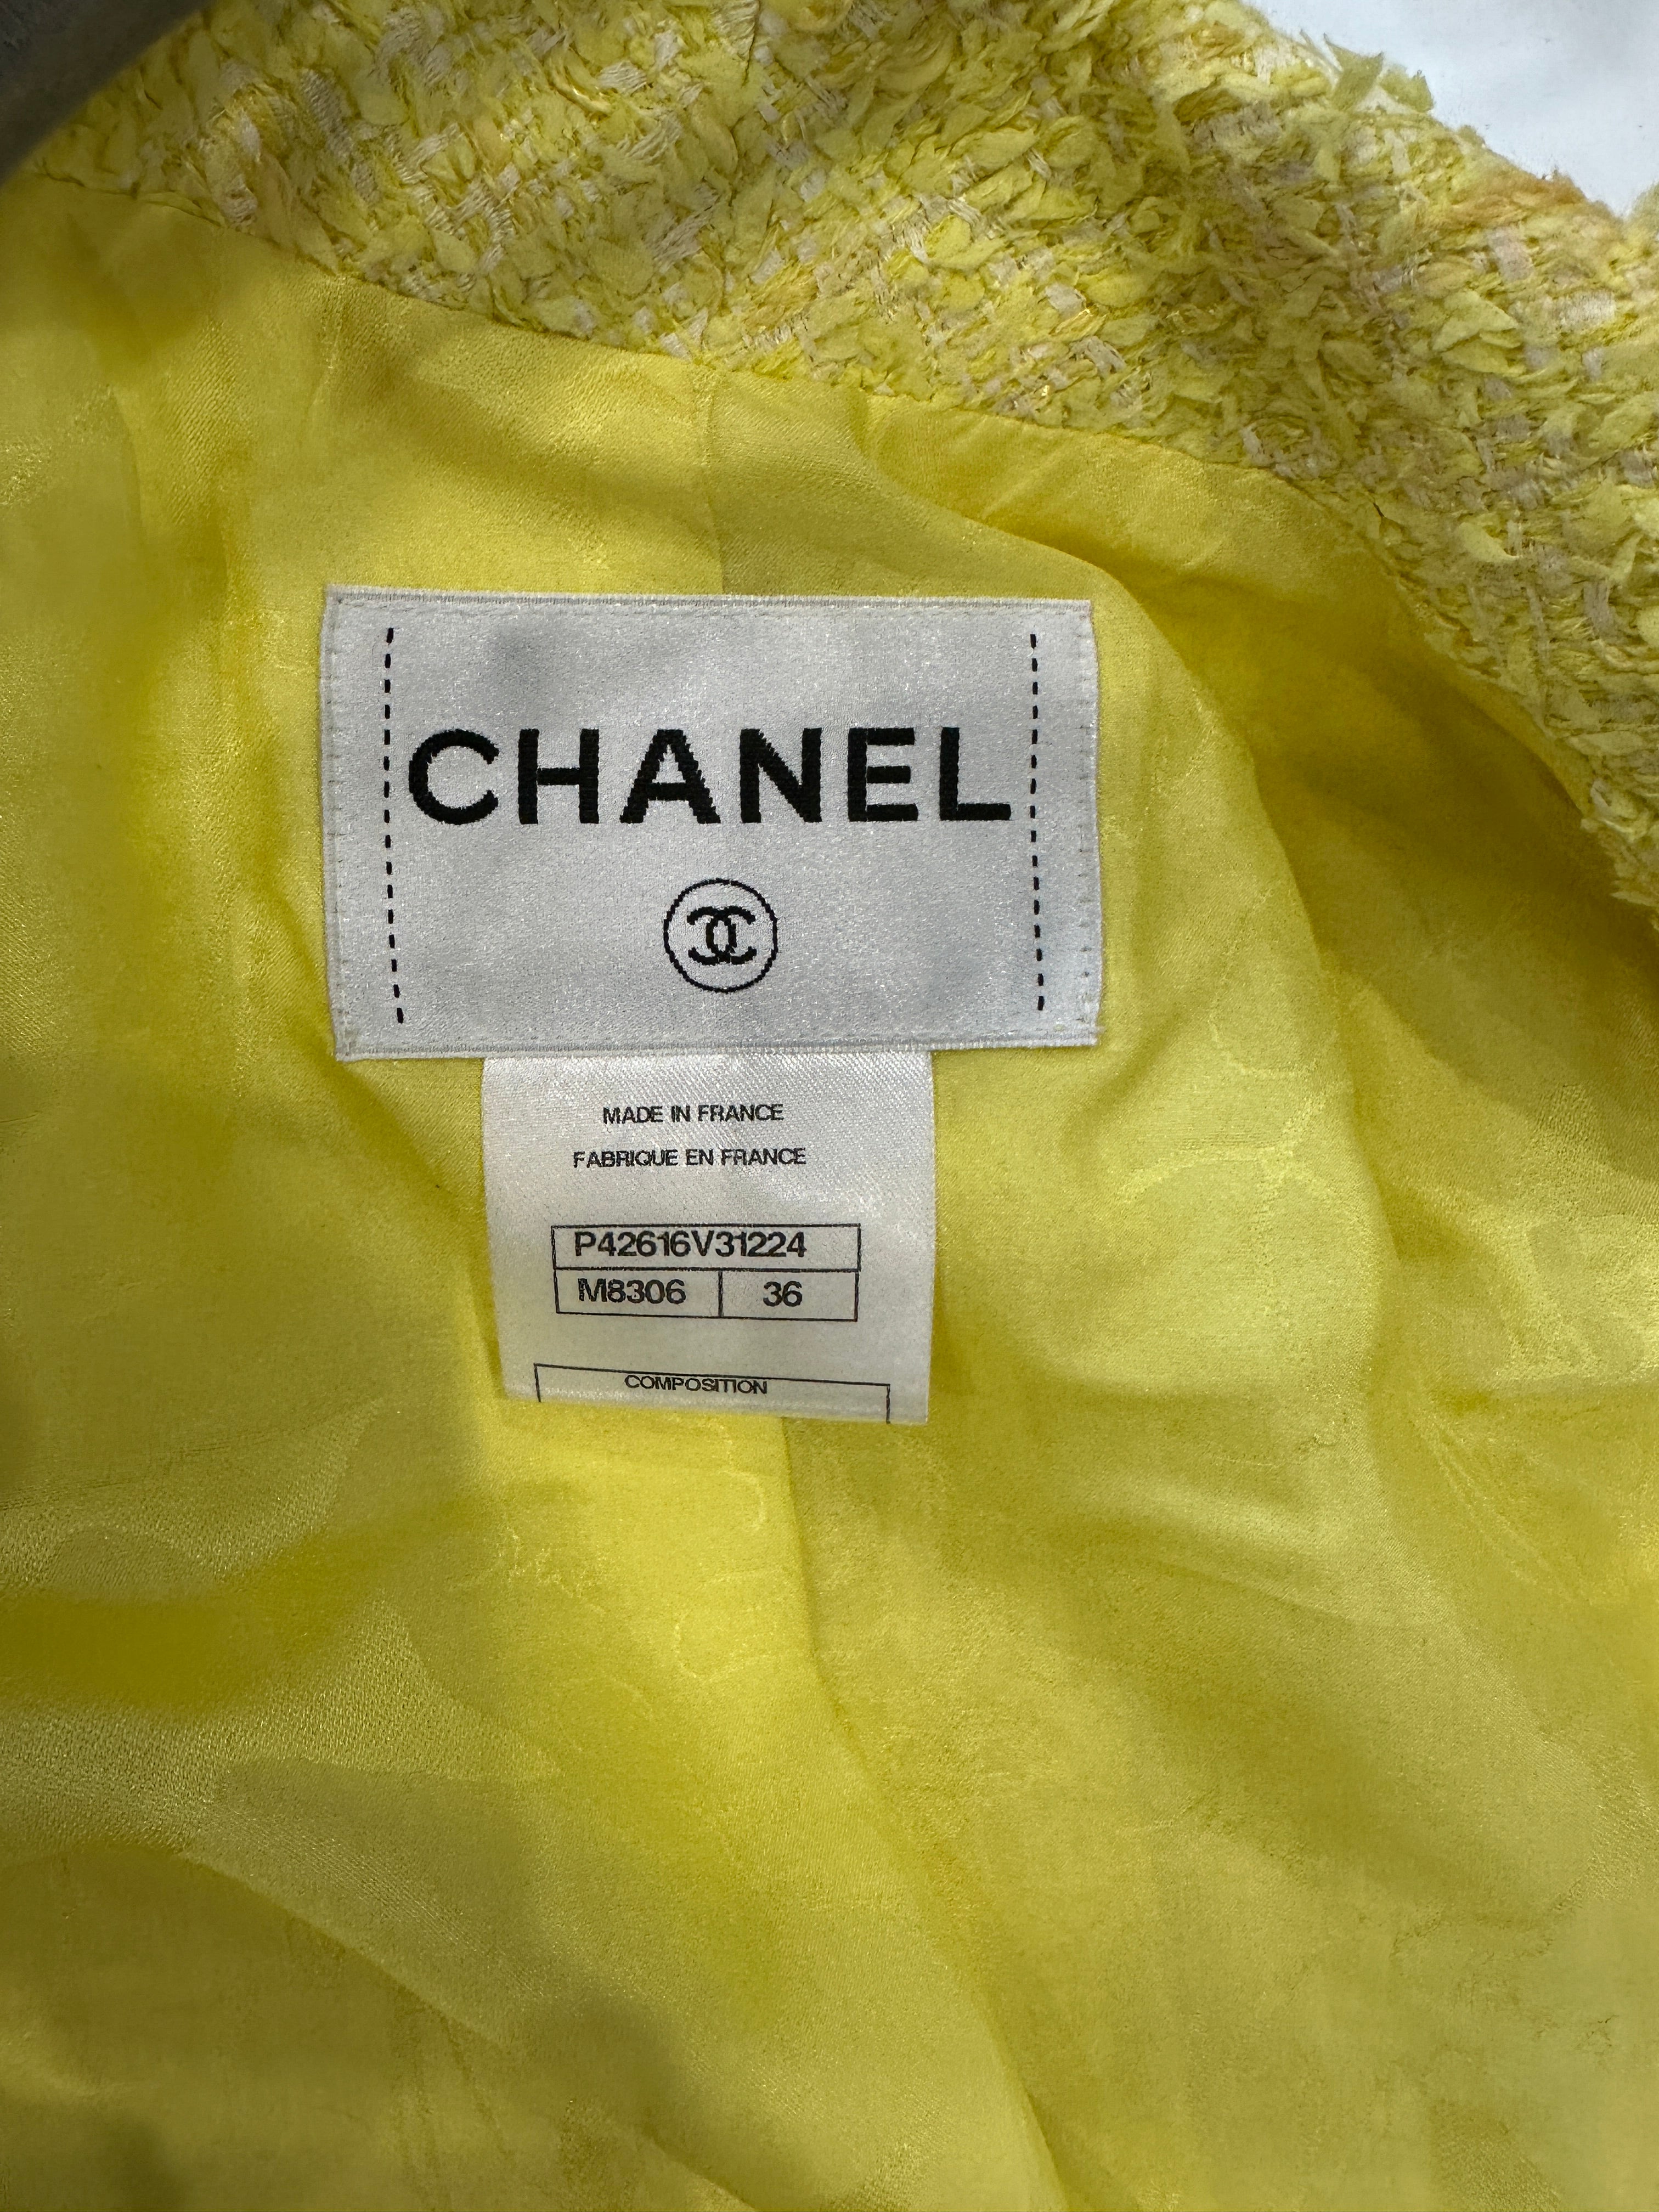 CHANEL
MADE IN FRANCE
FABRIQUE EN FRANCE
P42616V31224
M8306 36
COMPOSITION